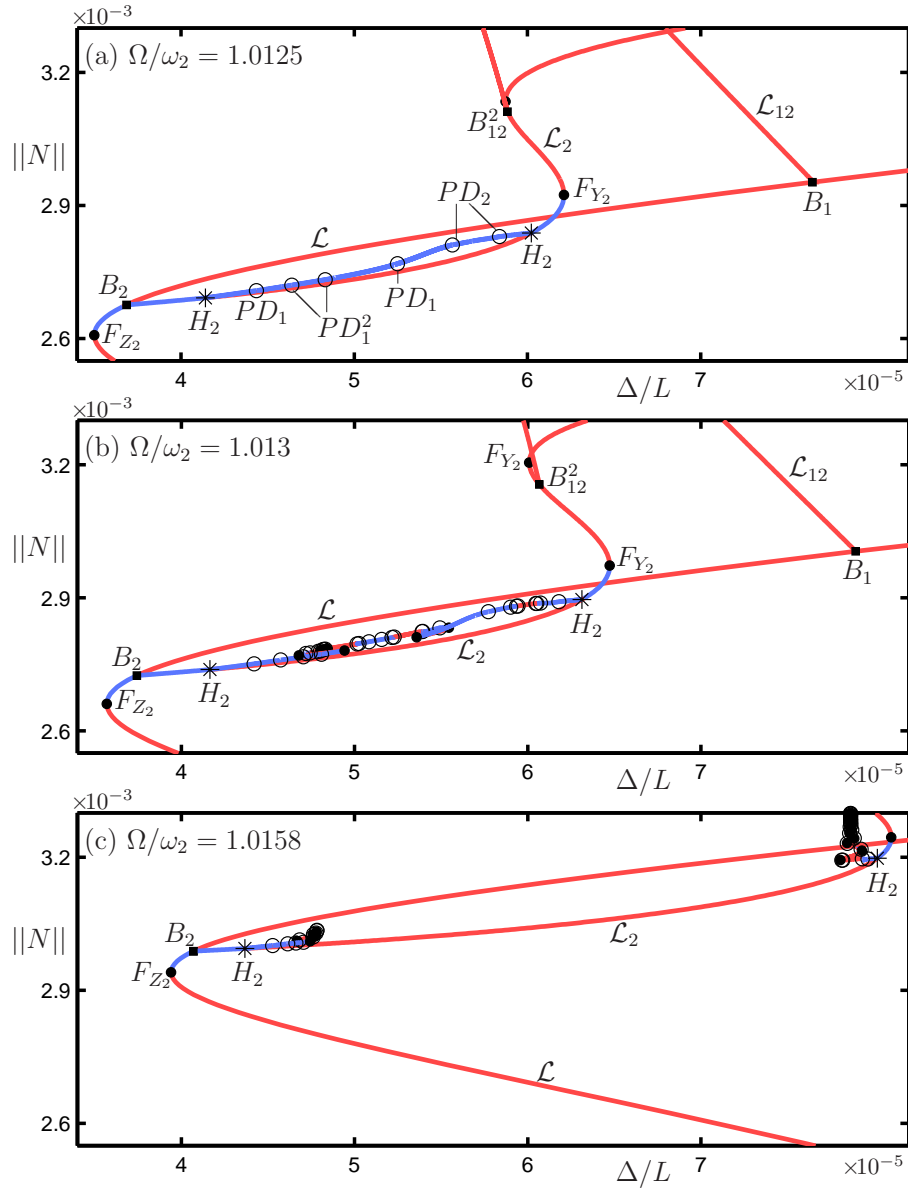 ×10⁻³
(a) Ω/ω₂ = 1.0125
3.2
B²₁₂
𝓛₂
𝓛₁₂
||N||
2.9
F_{Y₂}
B₁
PD₂
𝓛
H₂
B₂
H₂
PD₁
PD²₁
PD₁
2.6
F_{Z₂}
4
5
6
Δ/L
7
×10⁻⁵
×10⁻³
(b) Ω/ω₂ = 1.013
3.2
F_{Y₂}
B²₁₂
𝓛₁₂
||N||
F_{Y₂}
B₁
2.9
𝓛
H₂
B₂
𝓛₂
H₂
F_{Z₂}
2.6
4
5
6
Δ/L
7
×10⁻⁵
×10⁻³
(c) Ω/ω₂ = 1.0158
3.2
H₂
||N||
B₂
𝓛₂
F_{Z₂}
H₂
2.9
𝓛
2.6
4
5
6
Δ/L
7
×10⁻⁵